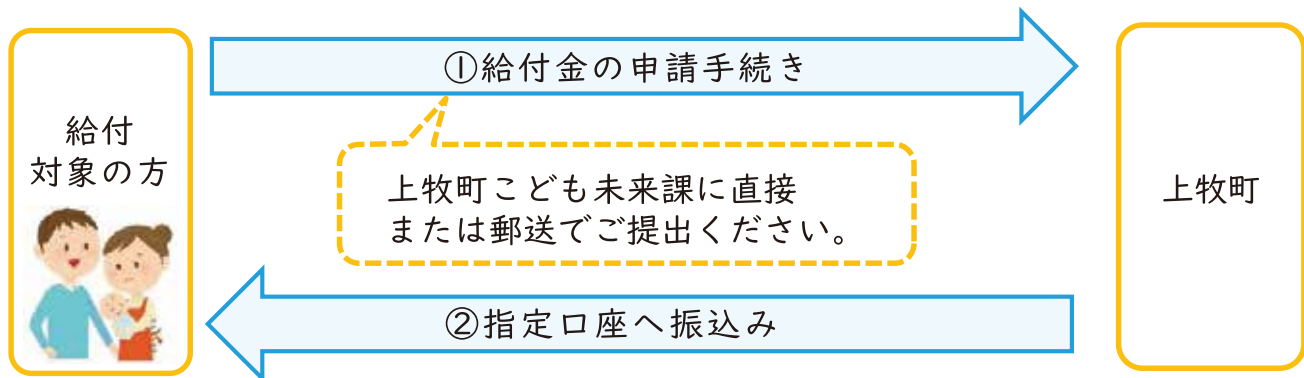 給付
対象の方
①給付金の申請手続き
上牧町こども未来課に直接
または郵送でご提出ください。
②指定口座へ振込み
上牧町